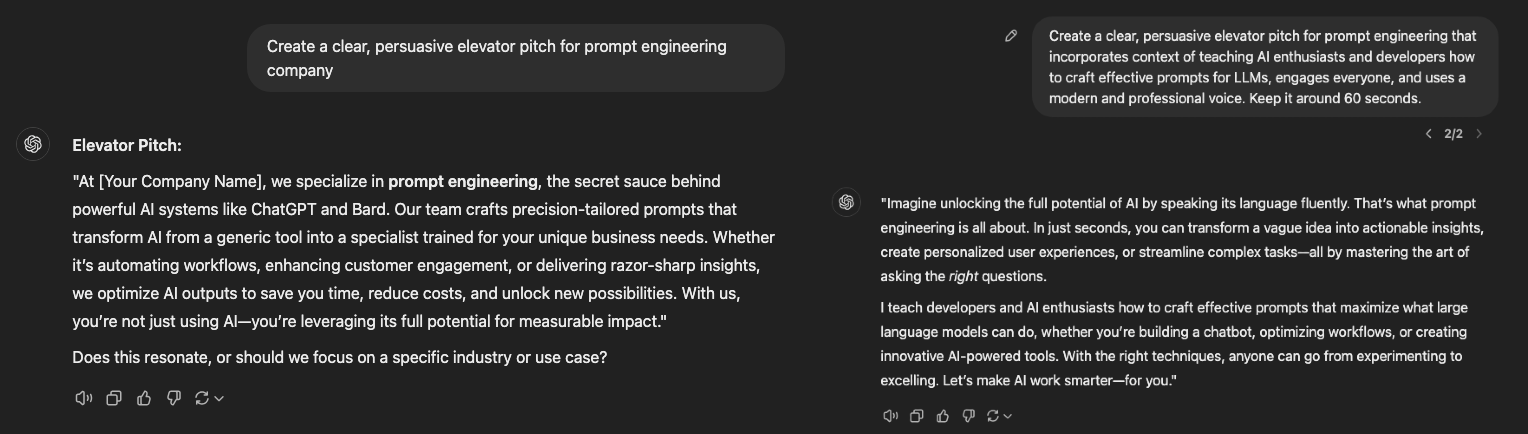 Create a clear, persuasive elevator pitch for prompt engineering
company
Elevator Pitch:
"At [Your Company Name], we specialize in prompt engineering, the secret sauce behind
powerful AI systems like ChatGPT and Bard. Our team crafts precision-tailored prompts that
transform AI from a generic tool into a specialist trained for your unique business needs. Whether
it's automating workflows, enhancing customer engagement, or delivering razor-sharp insights,
we optimize AI outputs to save you time, reduce costs, and unlock new possibilities. With us,
you're not just using AI—you're leveraging its full potential for measurable impact."
Does this resonate, or should we focus on a specific industry or use case?
Create a clear, persuasive elevator pitch for prompt engineering that
incorporates context of teaching AI enthusiasts and developers how
to craft effective prompts for LLMs, engages everyone, and uses a
modern and professional voice. Keep it around 60 seconds.
2/2
"Imagine unlocking the full potential of AI by speaking its language fluently. That's what prompt
engineering is all about. In just seconds, you can transform a vague idea into actionable insights,
create personalized user experiences, or streamline complex tasks—all by mastering the art of
asking the right questions.
I teach developers and AI enthusiasts how to craft effective prompts that maximize what large
language models can do, whether you're building a chatbot, optimizing workflows, or creating
innovative AI-powered tools. With the right techniques, anyone can go from experimenting to
excelling. Let's make AI work smarter—for you."